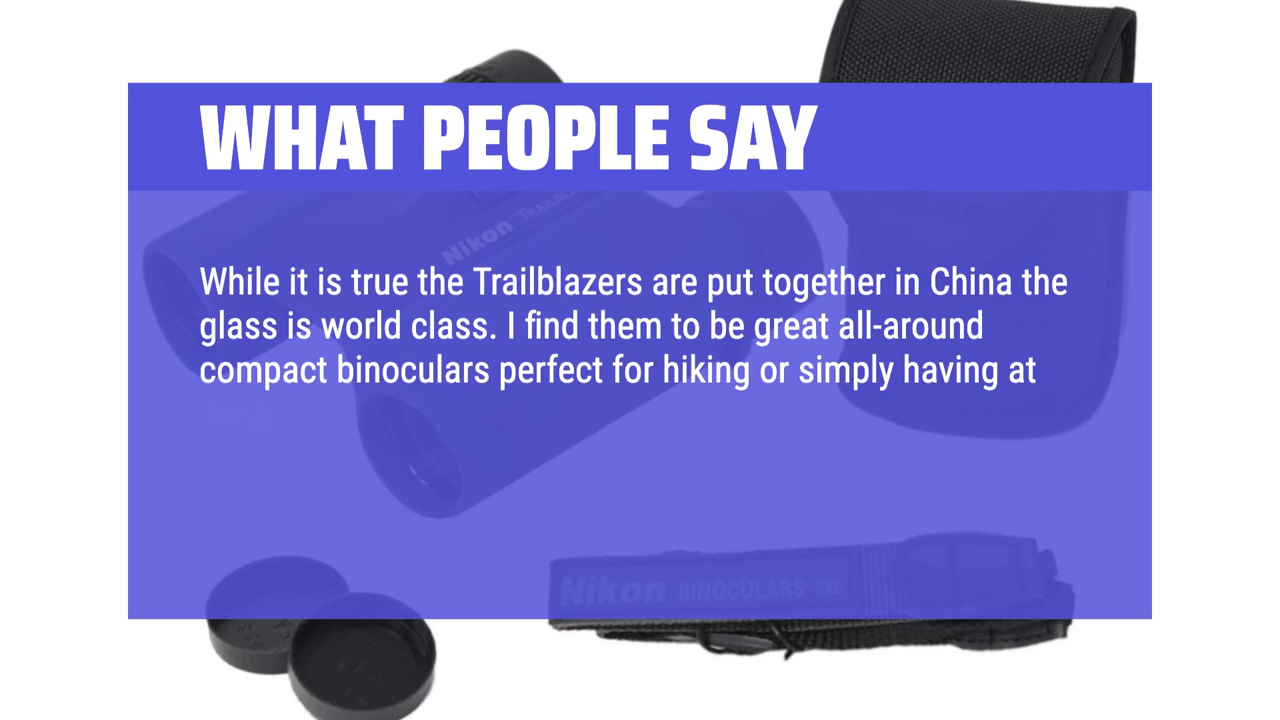 WHAT PEOPLE SAY
Nikon TRAILBL
While it is true the Trailblazers are put together in China the
glass is world class. I find them to be great all-around
compact binoculars perfect for hiking or simply having at
Nikon BINOCULARS